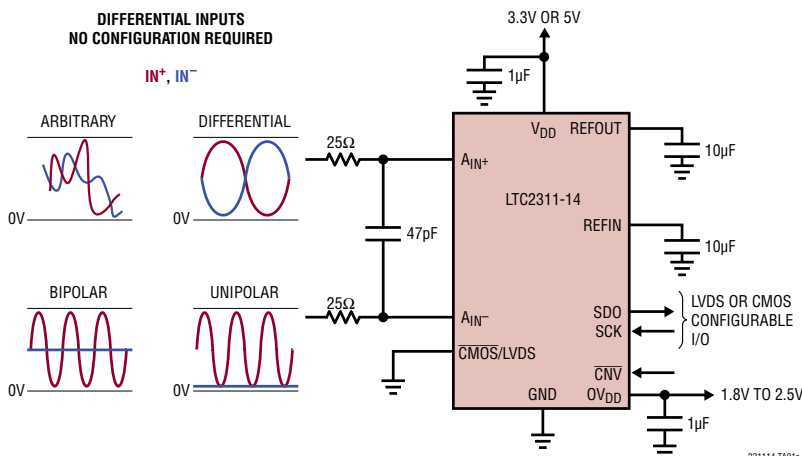 DIFFERENTIAL INPUTS
NO CONFIGURATION REQUIRED
IN+, IN−
ARBITRARY
0V
DIFFERENTIAL
0V
BIPOLAR
0V
UNIPOLAR
0V
25Ω
47pF
25Ω
3.3V OR 5V
1µF
VDD
REFOUT
10µF
AIN+
LTC2311-14
REFIN
10µF
AIN−
CMOS/LVDS
SDO
SCK
LVDS OR CMOS
CONFIGURABLE
I/O
CNV
GND
OVDD
1.8V TO 2.5V
1µF
231114 TA01a